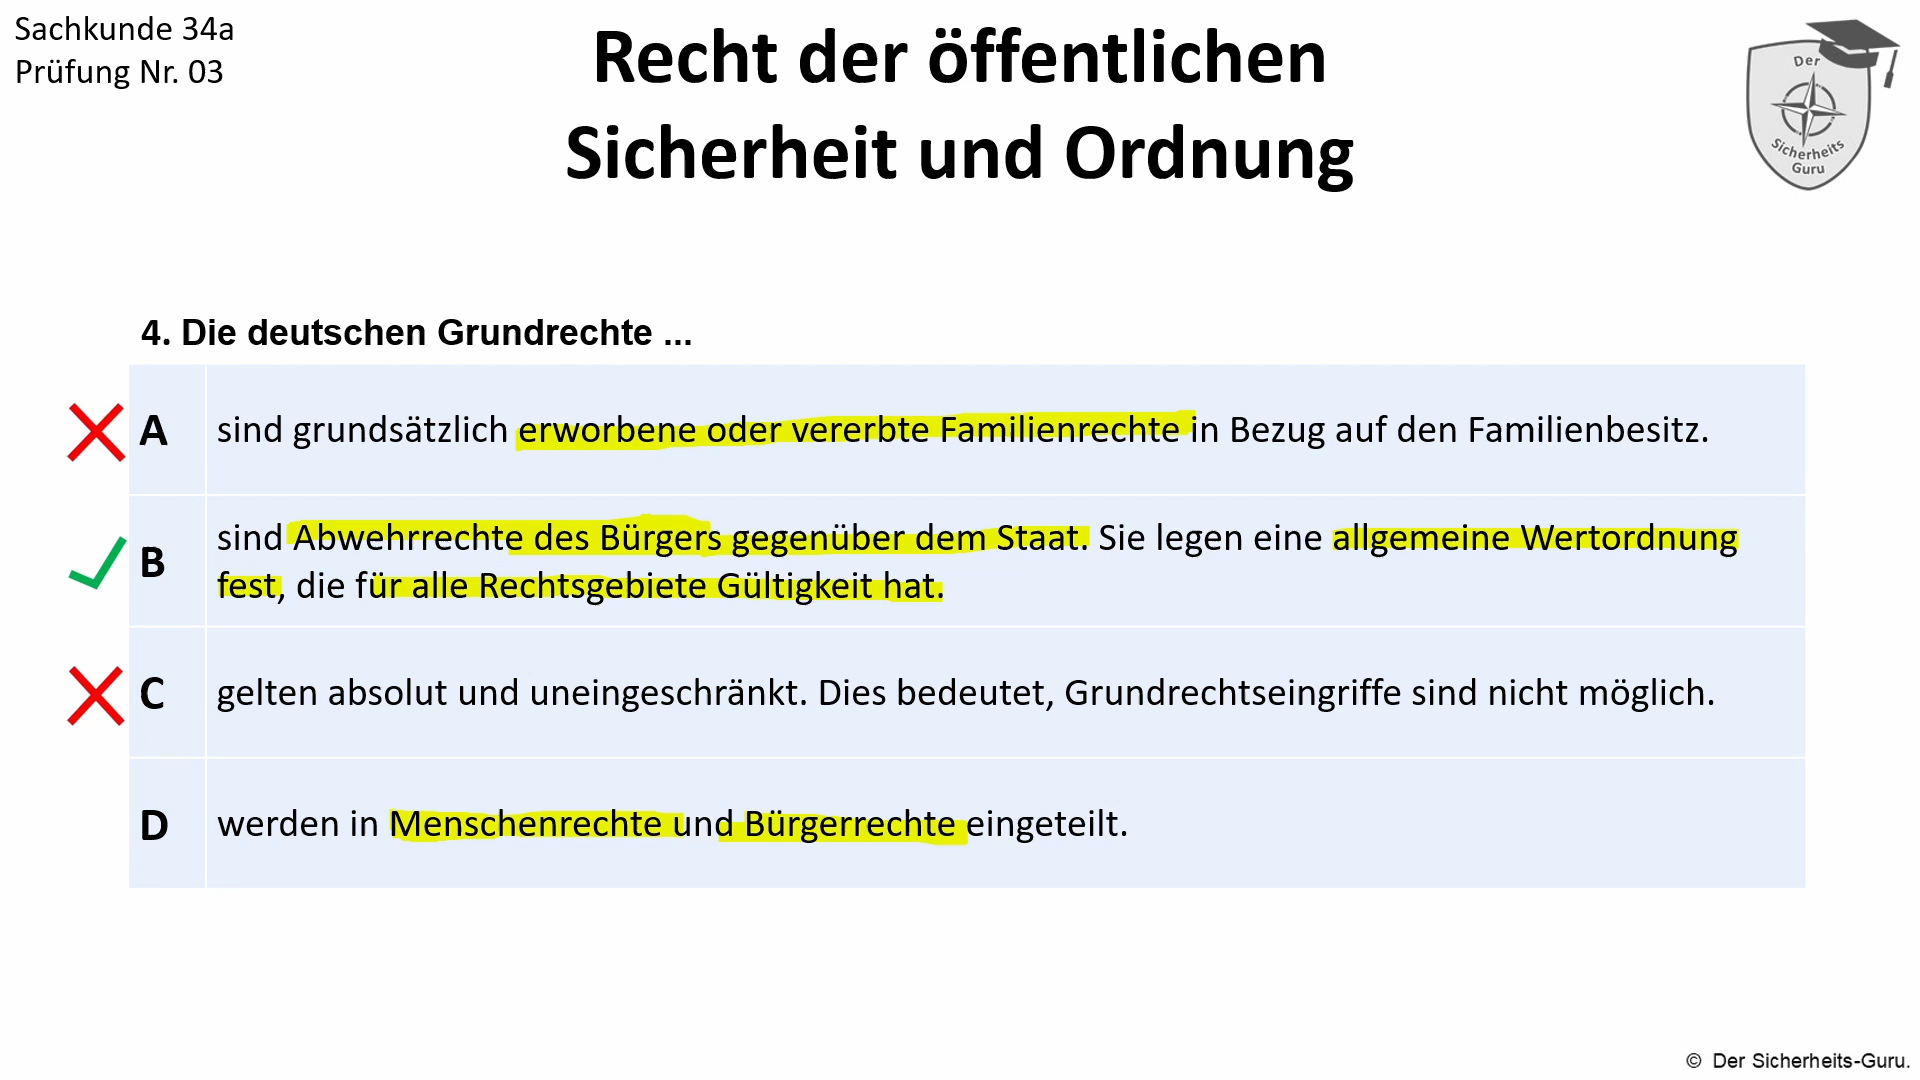 Sachkunde 34a
Prüfung Nr. 03
Recht der öffentlichen
Sicherheit und Ordnung
Der
Sicherheits
Guru
4. Die deutschen Grundrechte ...
A sind grundsätzlich erworbene oder vererbte Familienrechte in Bezug auf den Familienbesitz.
B sind Abwehrrechte des Bürgers gegenüber dem Staat. Sie legen eine allgemeine Wertordnung
fest, die für alle Rechtsgebiete Gültigkeit hat.
C gelten absolut und uneingeschränkt. Dies bedeutet, Grundrechtseingriffe sind nicht möglich.
D werden in Menschenrechte und Bürgerrechte eingeteilt.
© Der Sicherheits-Guru.